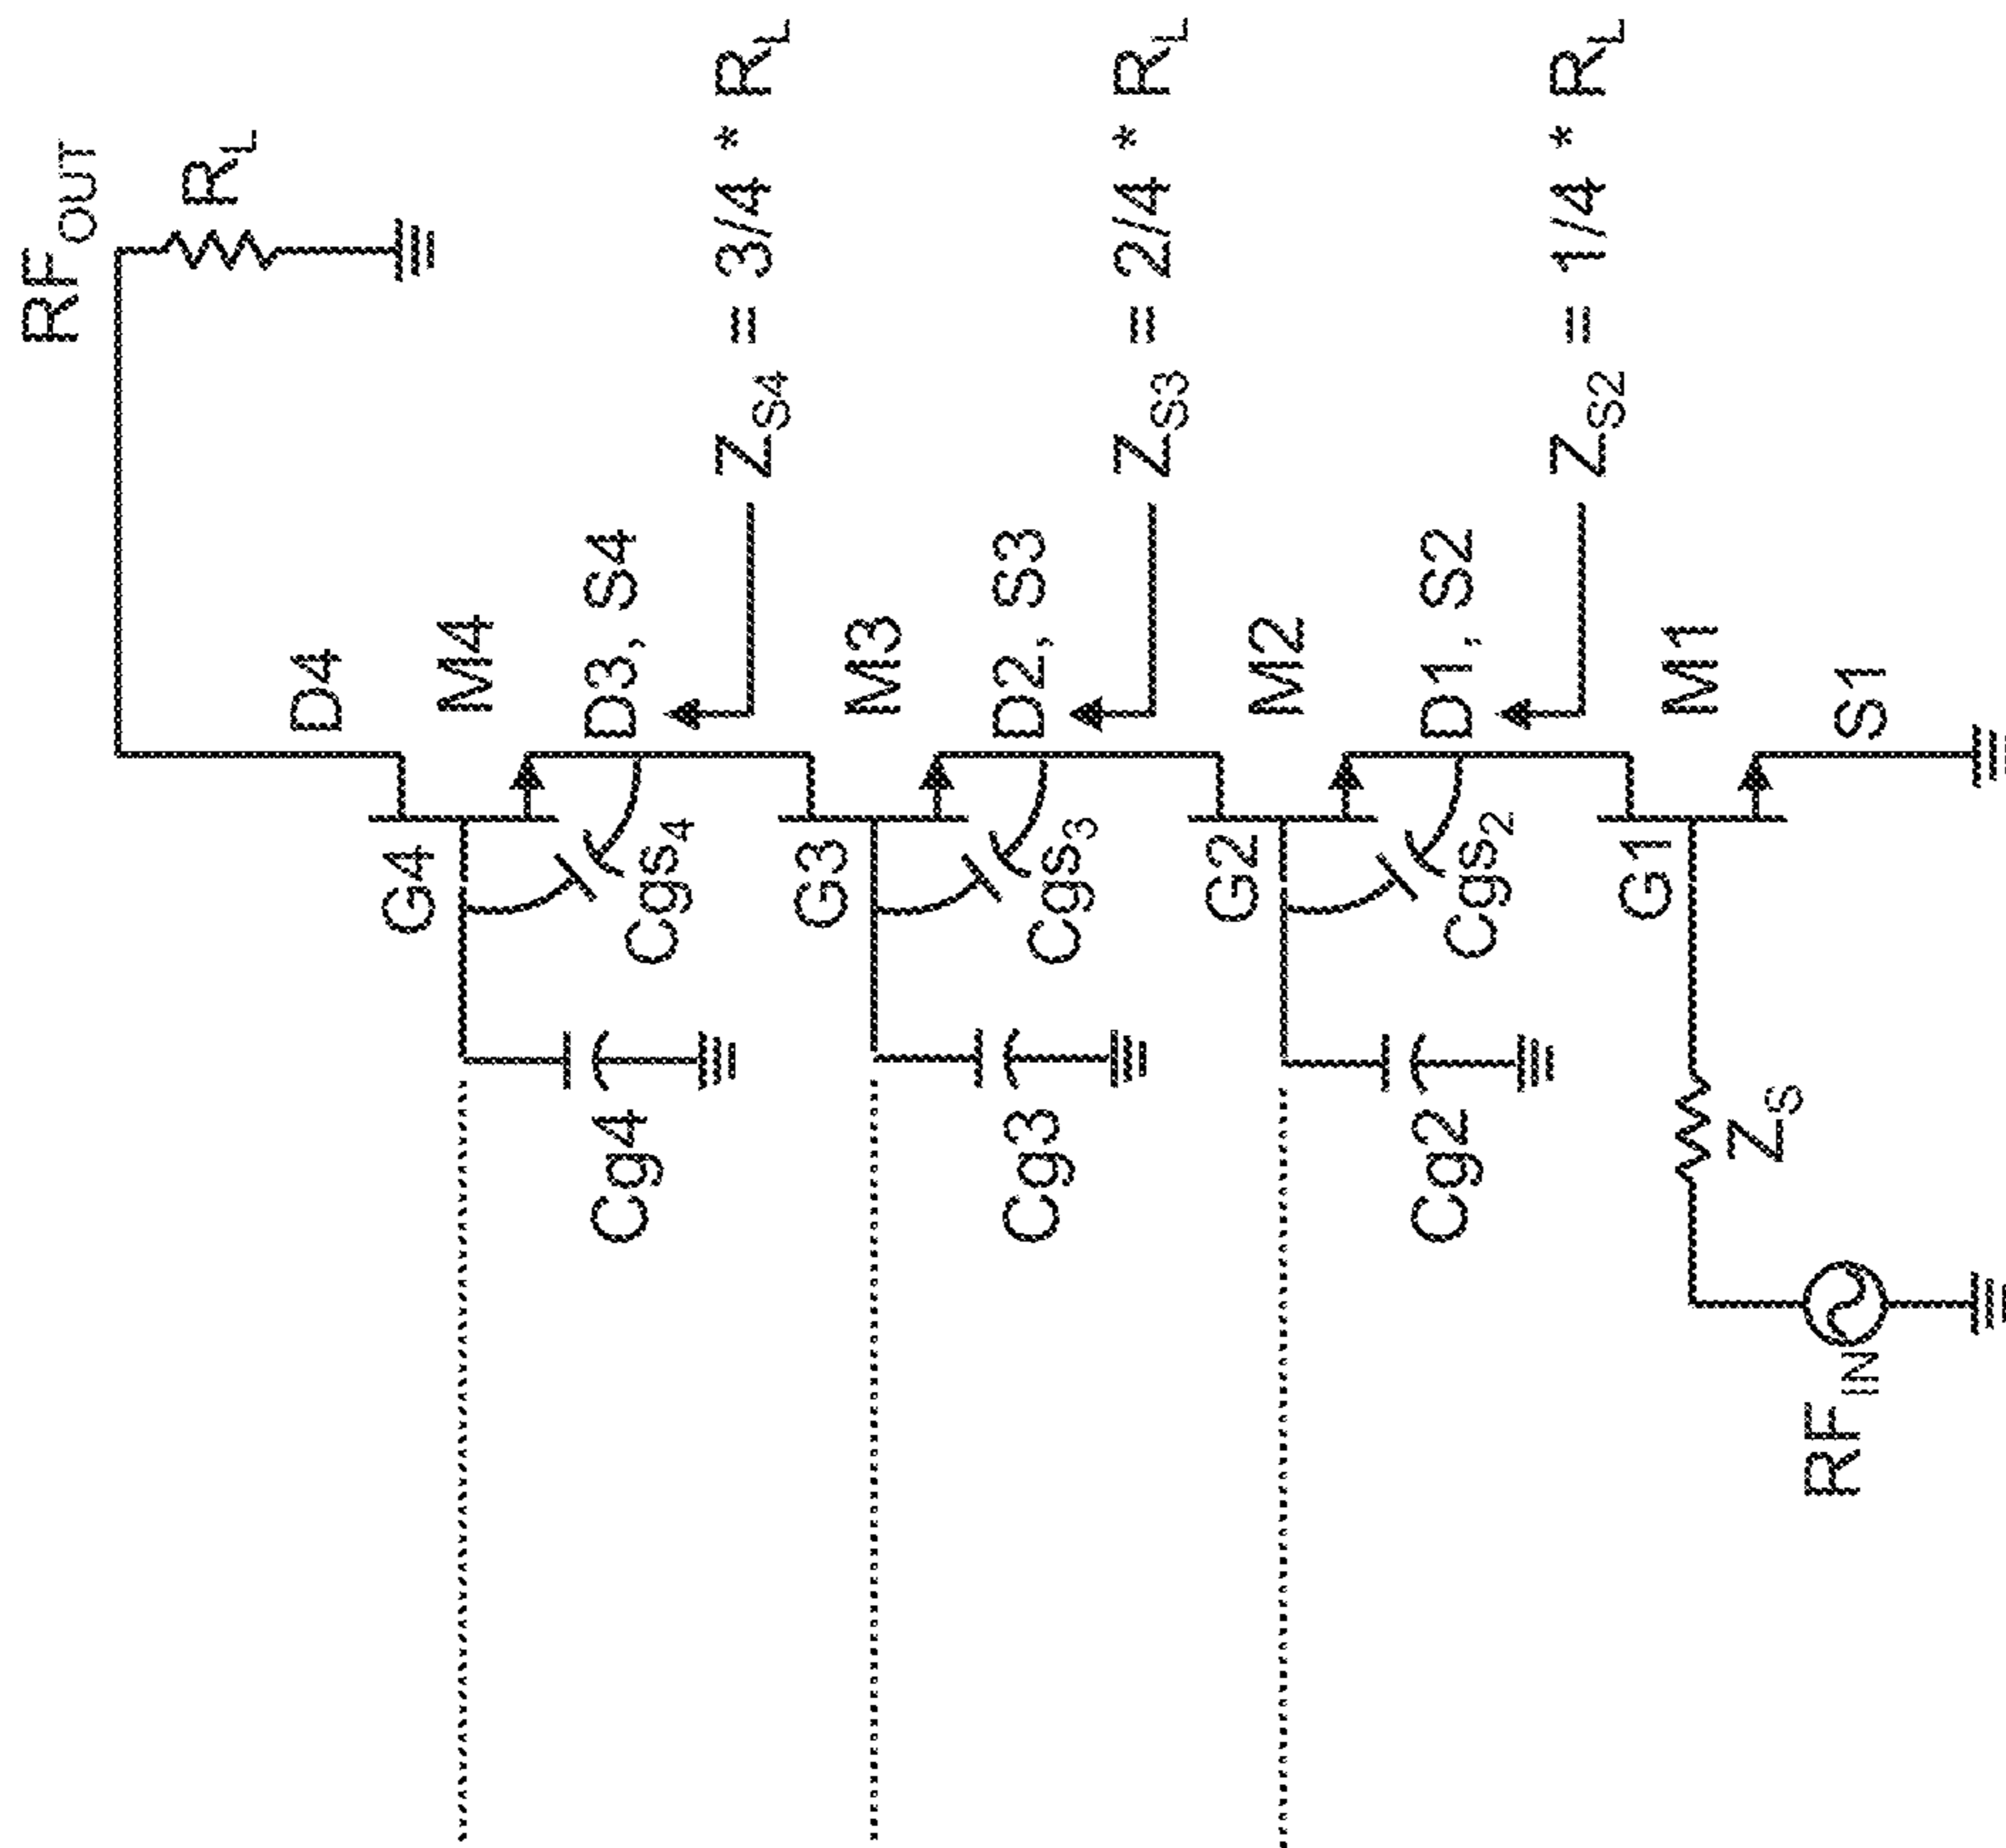 RF_OUT
R_L
D4
M4
G4
D3, S4
Cgs4
Z_S4 = 3/4 * R_L
Cg4
M3
G3
D2, S3
Cgs3
Z_S3 = 2/4 * R_L
Cg3
M2
G2
D1, S2
Cgs2
Z_S2 = 1/4 * R_L
Cg2
M1
G1
Z_S
S1
RF_IN